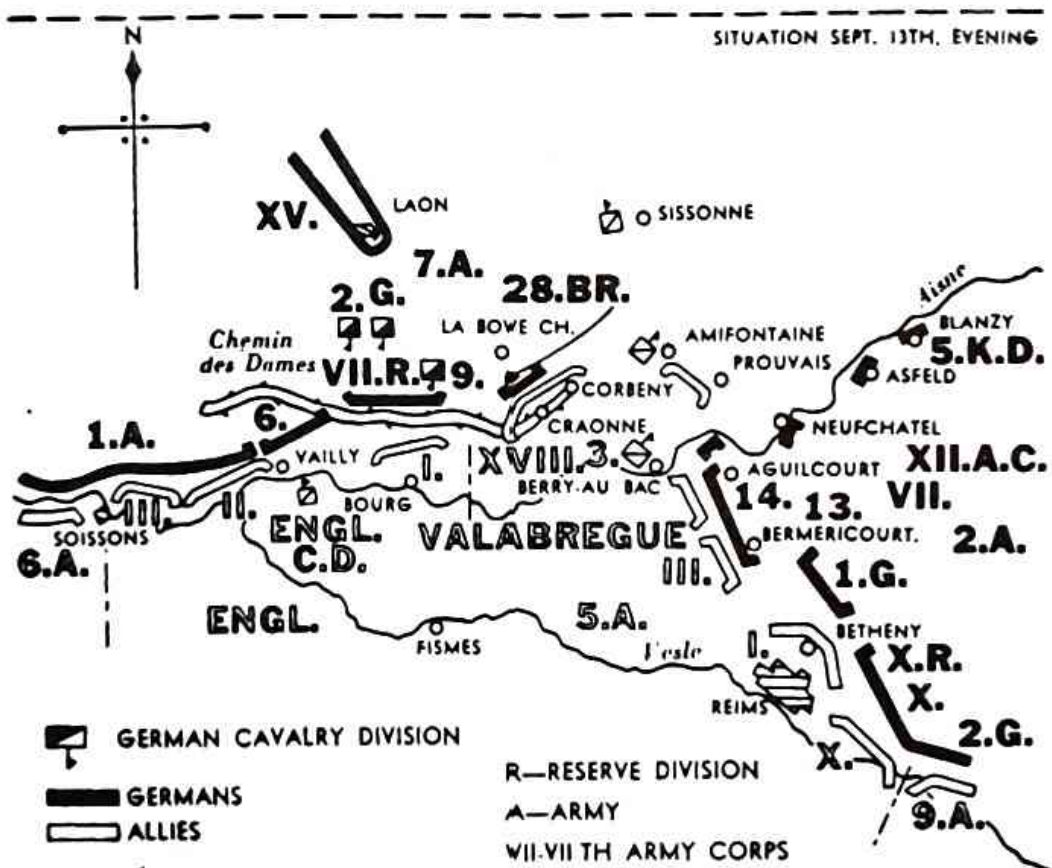 SITUATION SEPT. 13TH, EVENING
N
LAON
XV.
SISSONNE
7.A.
28.BR.
2.G.
LA BOWE CH.
Aisne
BLANZY
AMIFONTAINE
PROUVAIS
5.K.D.
ASFELD
Chemin
des Dames
VII.R.
9.
CORBENY
CRAONNE
NEUFCHATEL
6.
1.A.
VAILLY
I.
XVIII.
3.
BERRY-AU BAC
AGUILCOURT
XII.A.C.
VII.
14.
13.
BOURG
II.
III.
SOISSONS
ENGL.
C.D.
VALABREGUE
BERMERICOURT.
2.A.
6.A.
III.
1.G.
ENGL.
5.A.
BETHENY
FISMES
Vesle
I.
X.R.
X.
REIMS
2.G.
X.
9.A.
GERMAN CAVALRY DIVISION
GERMANS
ALLIES
R—RESERVE DIVISION
A—ARMY
VII-VII TH ARMY CORPS